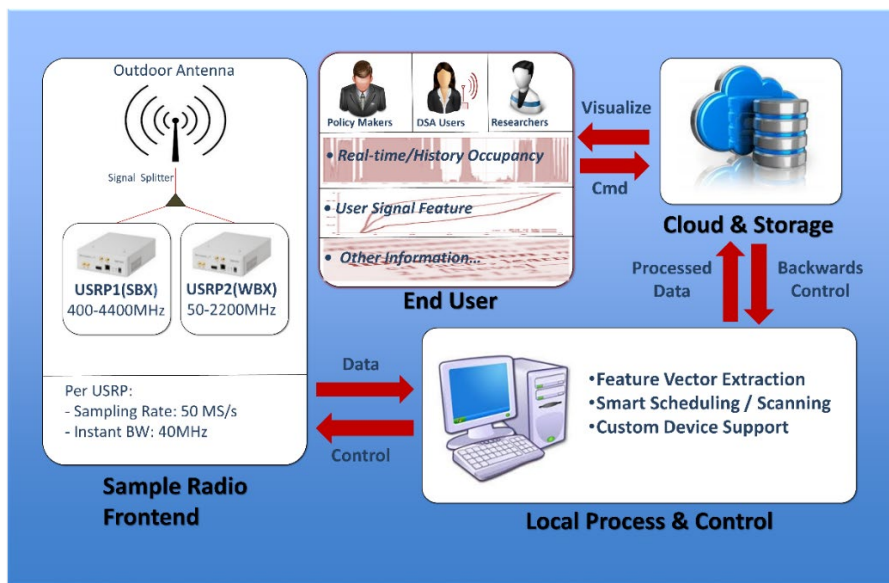 Outdoor Antenna
Signal Splitter
USRP1(SBX)
400-4400MHz
USRP2(WBX)
50-2200MHz
Per USRP:
- Sampling Rate: 50 MS/s
- Instant BW: 40MHz
Sample Radio
Frontend
Policy Makers
DSA Users
Researchers
• Real-time/History Occupancy
• User Signal Feature
• Other Information...
End User
Visualize
Cmd
Cloud & Storage
Processed
Data
Backwards
Control
Data
Control
•Feature Vector Extraction
•Smart Scheduling / Scanning
•Custom Device Support
Local Process & Control